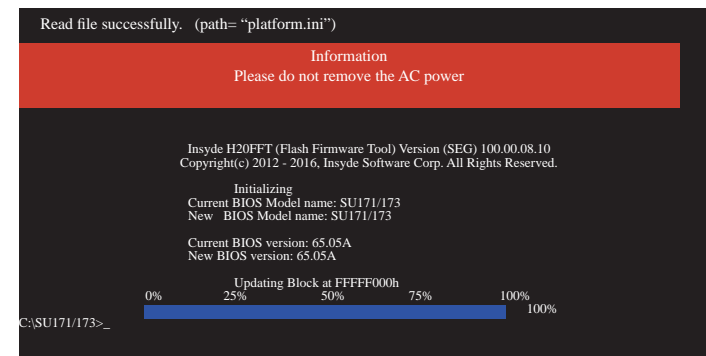 Read file successfully. (path= “platform.ini”)
Information
Please do not remove the AC power
Insyde H20FFT (Flash Firmware Tool) Version (SEG) 100.00.08.10
Copyright(c) 2012 - 2016, Insyde Software Corp. All Rights Reserved.
Initializing
Current BIOS Model name: SU171/173
New BIOS Model name: SU171/173
Current BIOS version: 65.05A
New BIOS version: 65.05A
Updating Block at FFFFF000h
0% 25% 50% 75% 100%
100%
C:\SU171/173>_